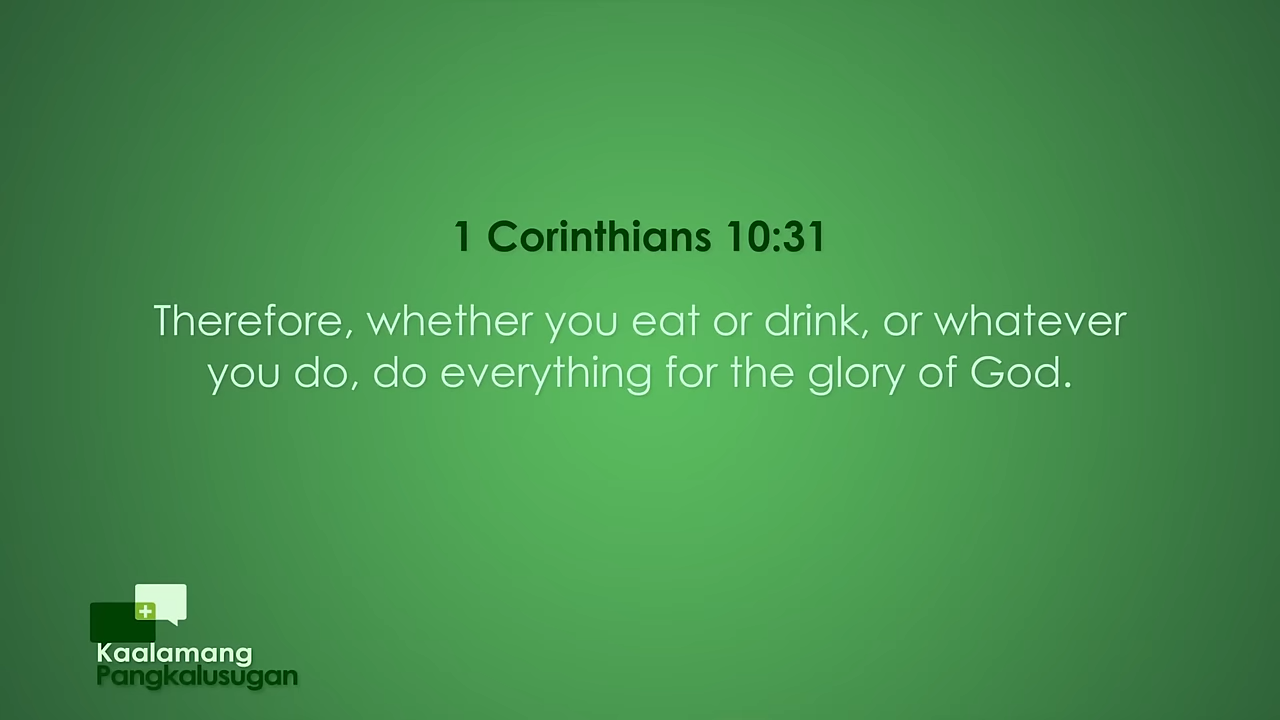 1 Corinthians 10:31
Therefore, whether you eat or drink, or whatever
you do, do everything for the glory of God.
Kaalamang
Pangkalusugan